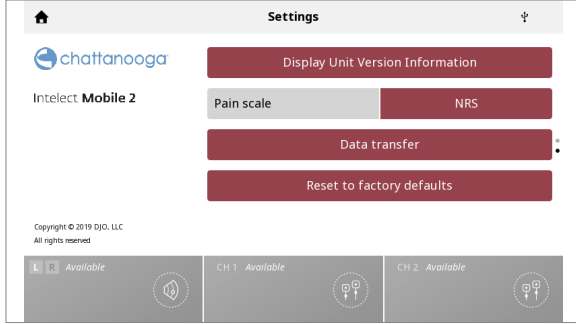 Settings
chattanooga
Intelect Mobile 2
Display Unit Version Information
Pain scale
NRS
Data transfer
Reset to factory defaults
Copyright © 2019 DJO, LLC
All rights reserved
L R Available
CH 1 Available
CH 2 Available